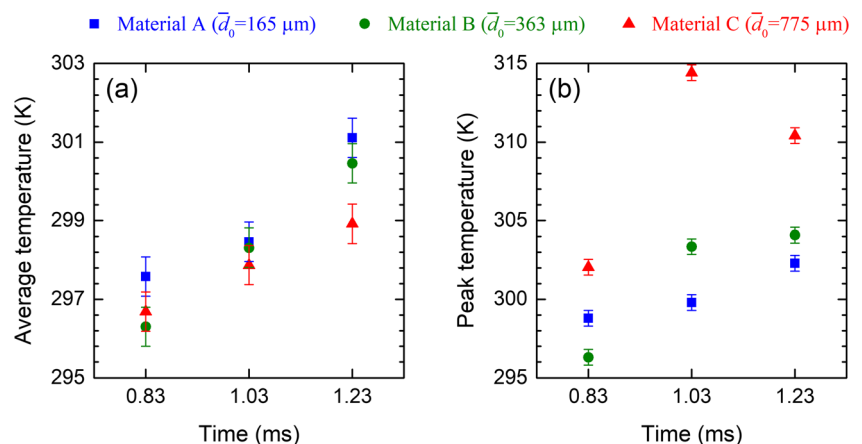 Material A (d̅₀=165 μm) Material B (d̅₀=363 μm) Material C (d̅₀=775 μm)
(a)
Average temperature (K)
303
301
299
297
295
0.83 1.03 1.23
Time (ms)
(b)
Peak temperature (K)
315
310
305
300
295
0.83 1.03 1.23
Time (ms)